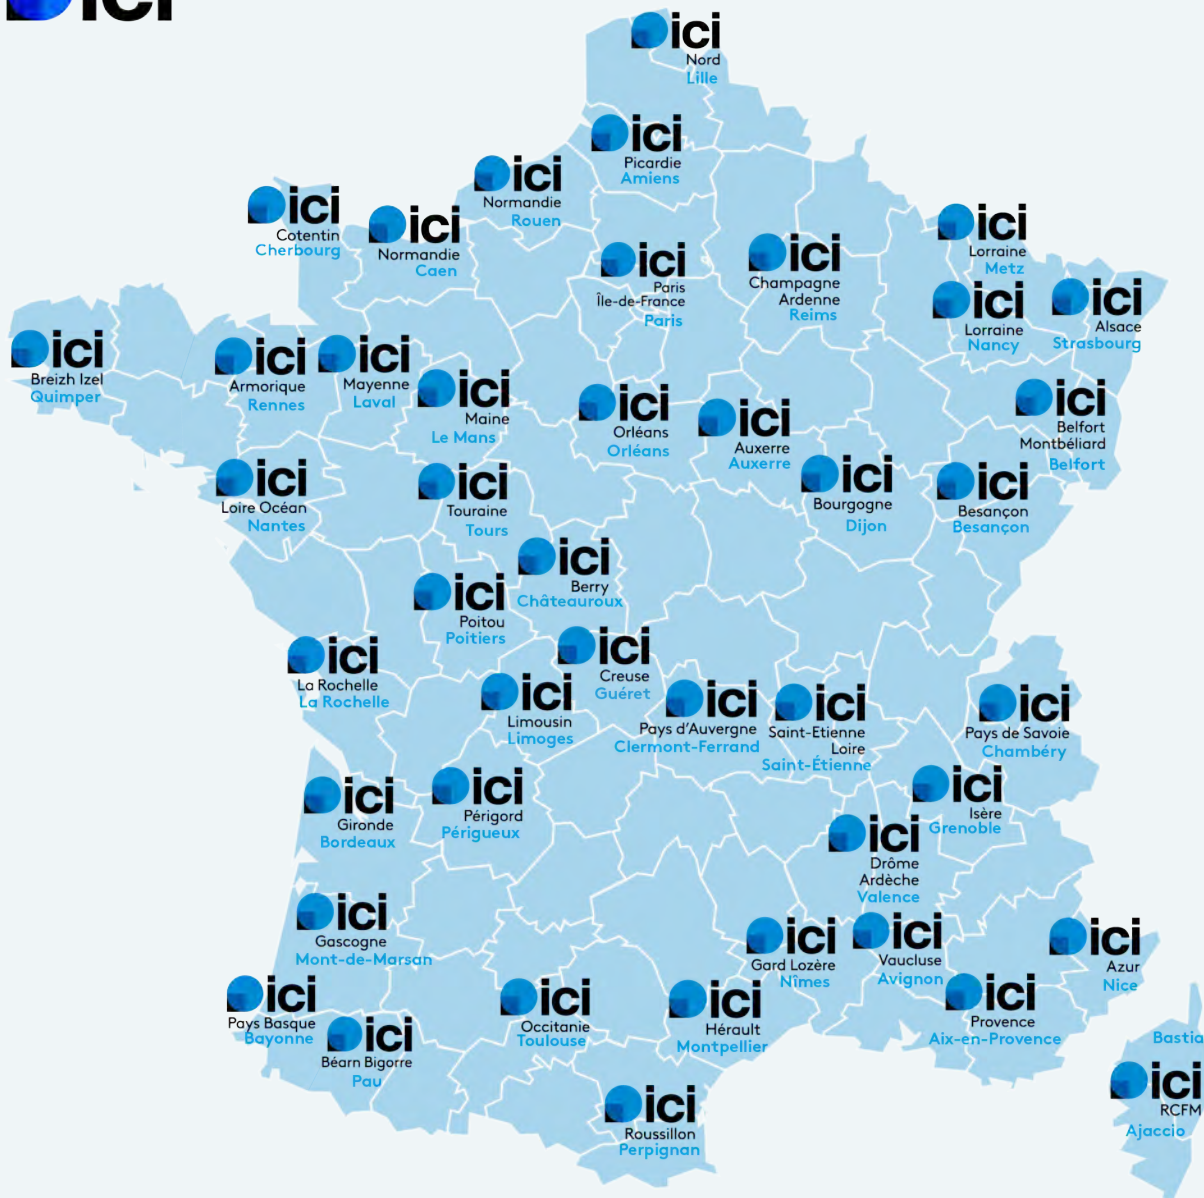 ici
ici
Nord
Lille
ici
Picardie
Amiens
ici
Normandie
Rouen
ici
Cotentin
Cherbourg
ici
Normandie
Caen
ici
Paris
Île-de-France
Paris
ici
Champagne
Ardenne
Reims
ici
Lorraine
Metz
ici
Lorraine
Nancy
ici
Alsace
Strasbourg
ici
Breizh Izel
Quimper
ici
Armorique
Rennes
ici
Mayenne
Laval
ici
Maine
Le Mans
ici
Orléans
Orléans
ici
Auxerre
Auxerre
ici
Belfort
Montbéliard
Belfort
ici
Loire Océan
Nantes
ici
Touraine
Tours
ici
Bourgogne
Dijon
ici
Besançon
Besançon
ici
Berry
Châteauroux
ici
Poitou
Poitiers
ici
La Rochelle
La Rochelle
ici
Creuse
Guéret
ici
Limousin
Limoges
ici
Pays d'Auvergne
Clermont-Ferrand
ici
Saint-Etienne
Loire
Saint-Étienne
ici
Pays de Savoie
Chambéry
ici
Gironde
Bordeaux
ici
Périgord
Périgueux
ici
Isère
Grenoble
ici
Drôme
Ardèche
Valence
ici
Gascogne
Mont-de-Marsan
ici
Gard Lozère
Nîmes
ici
Vaucluse
Avignon
ici
Azur
Nice
ici
Pays Basque
Bayonne
ici
Béarn Bigorre
Pau
ici
Occitanie
Toulouse
ici
Hérault
Montpellier
ici
Provence
Aix-en-Provence
ici
Roussillon
Perpignan
Bastia
ici
RCFM
Ajaccio